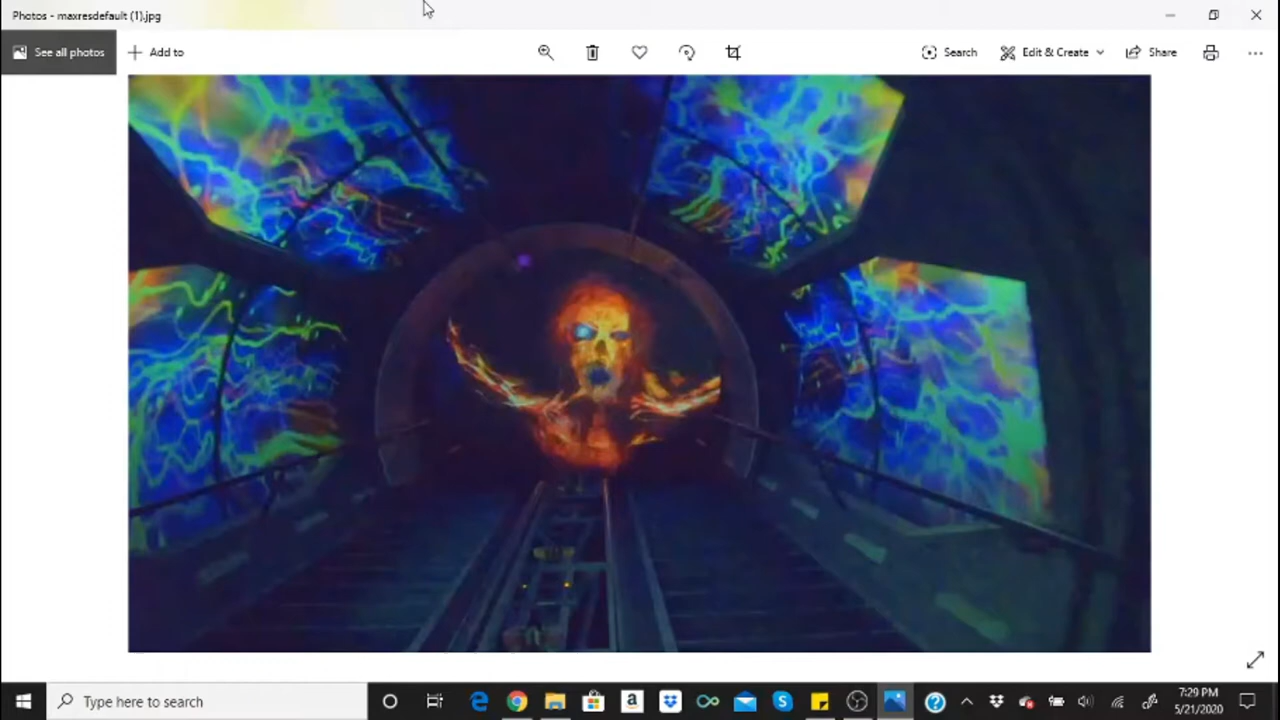 Photos - maxresdefault (1).jpg
See all photos
Add to
Search
Edit & Create
Share
Type here to search
7:29 PM
5/21/2020